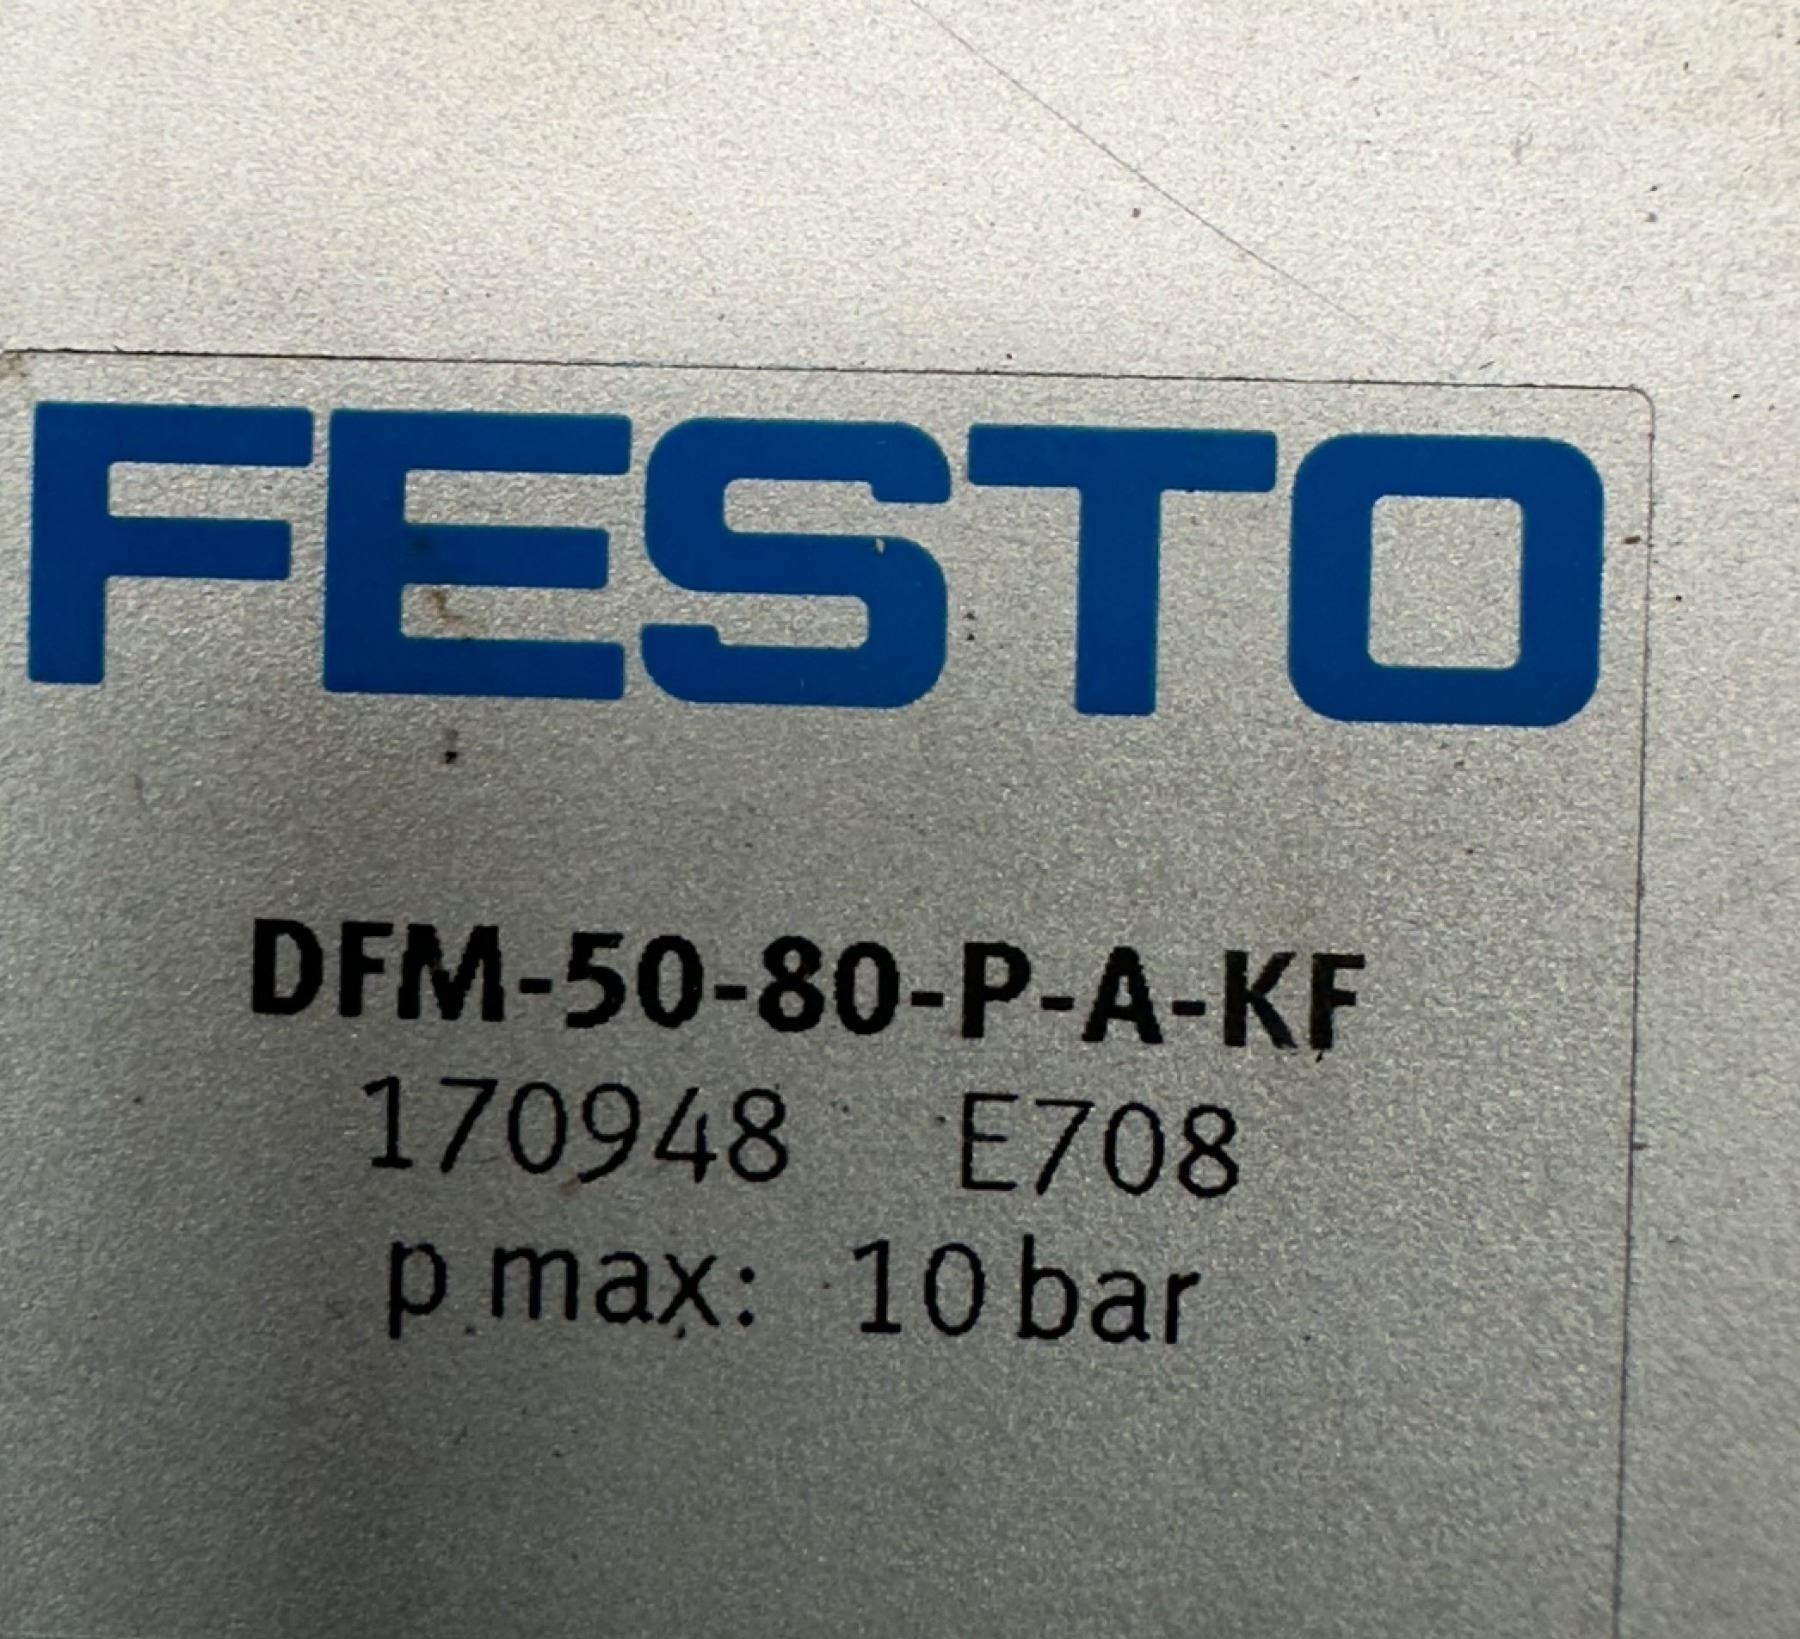 FESTO
DFM-50-80-P-A-KF
170948 E708
p max: 10 bar